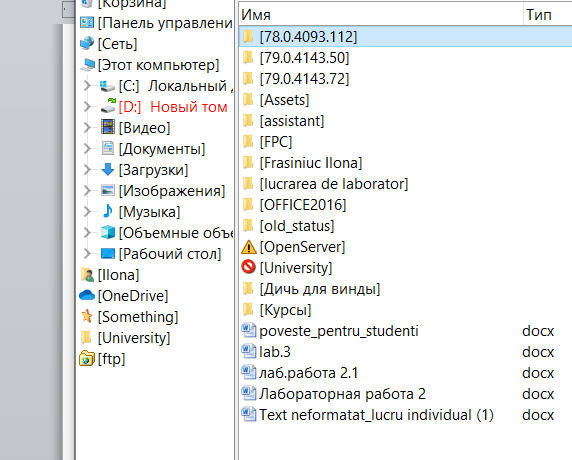 [Корзина]
[Панель управлени
[Сеть]
[Этот компьютер]
[C:] Локальный д
[D:] Новый том
[Видео]
[Документы]
[Загрузки]
[Изображения]
[Музыка]
[Объемные объе
[Рабочий стол]
[Ilona]
[OneDrive]
[Something]
[University]
[ftp]
Имя Тип
[78.0.4093.112]
[79.0.4143.50]
[79.0.4143.72]
[Assets]
[assistant]
[FPC]
[Frasiniuc Ilona]
[lucrarea de laborator]
[OFFICE2016]
[old_status]
[OpenServer]
[University]
[Дичь для винды]
[Курсы]
poveste_pentru_studenti docx
lab.3 docx
лаб.работа 2.1 docx
Лабораторная работа 2 docx
Text neformatat_lucru individual (1) docx